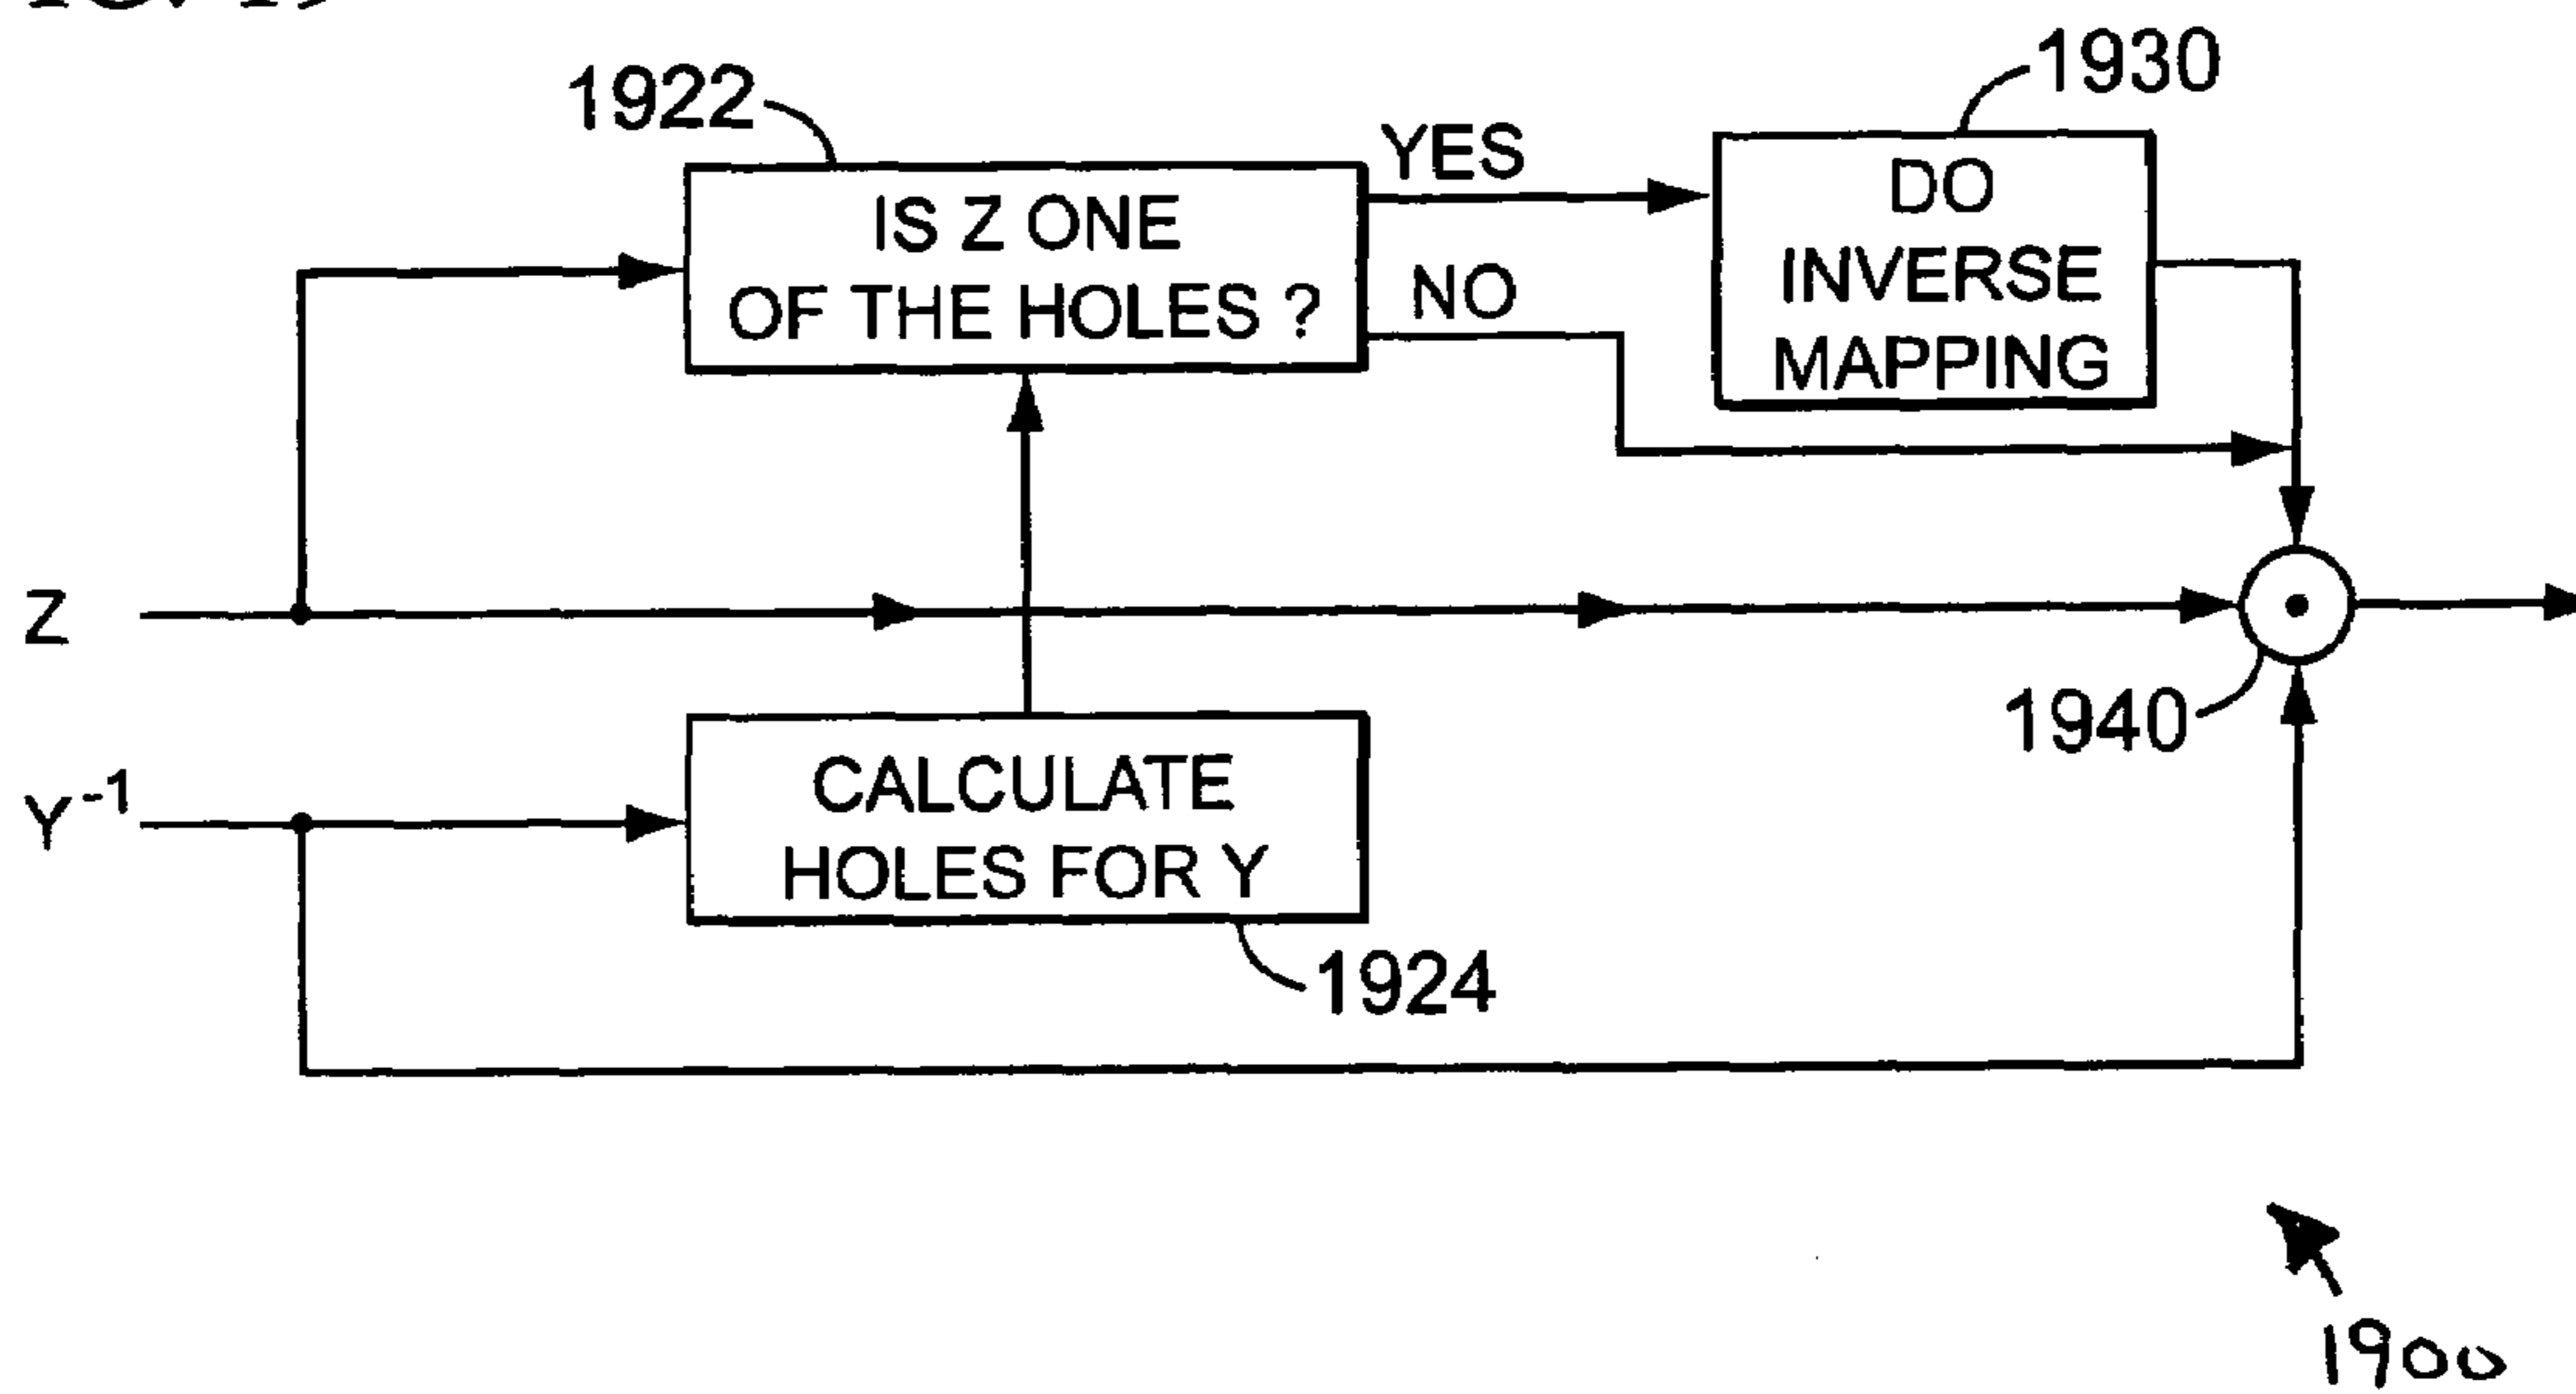 1922
1930
YES
IS Z ONE
OF THE HOLES ?
NO
DO
INVERSE
MAPPING
Z
1940
Y⁻¹
CALCULATE
HOLES FOR Y
1924
1900